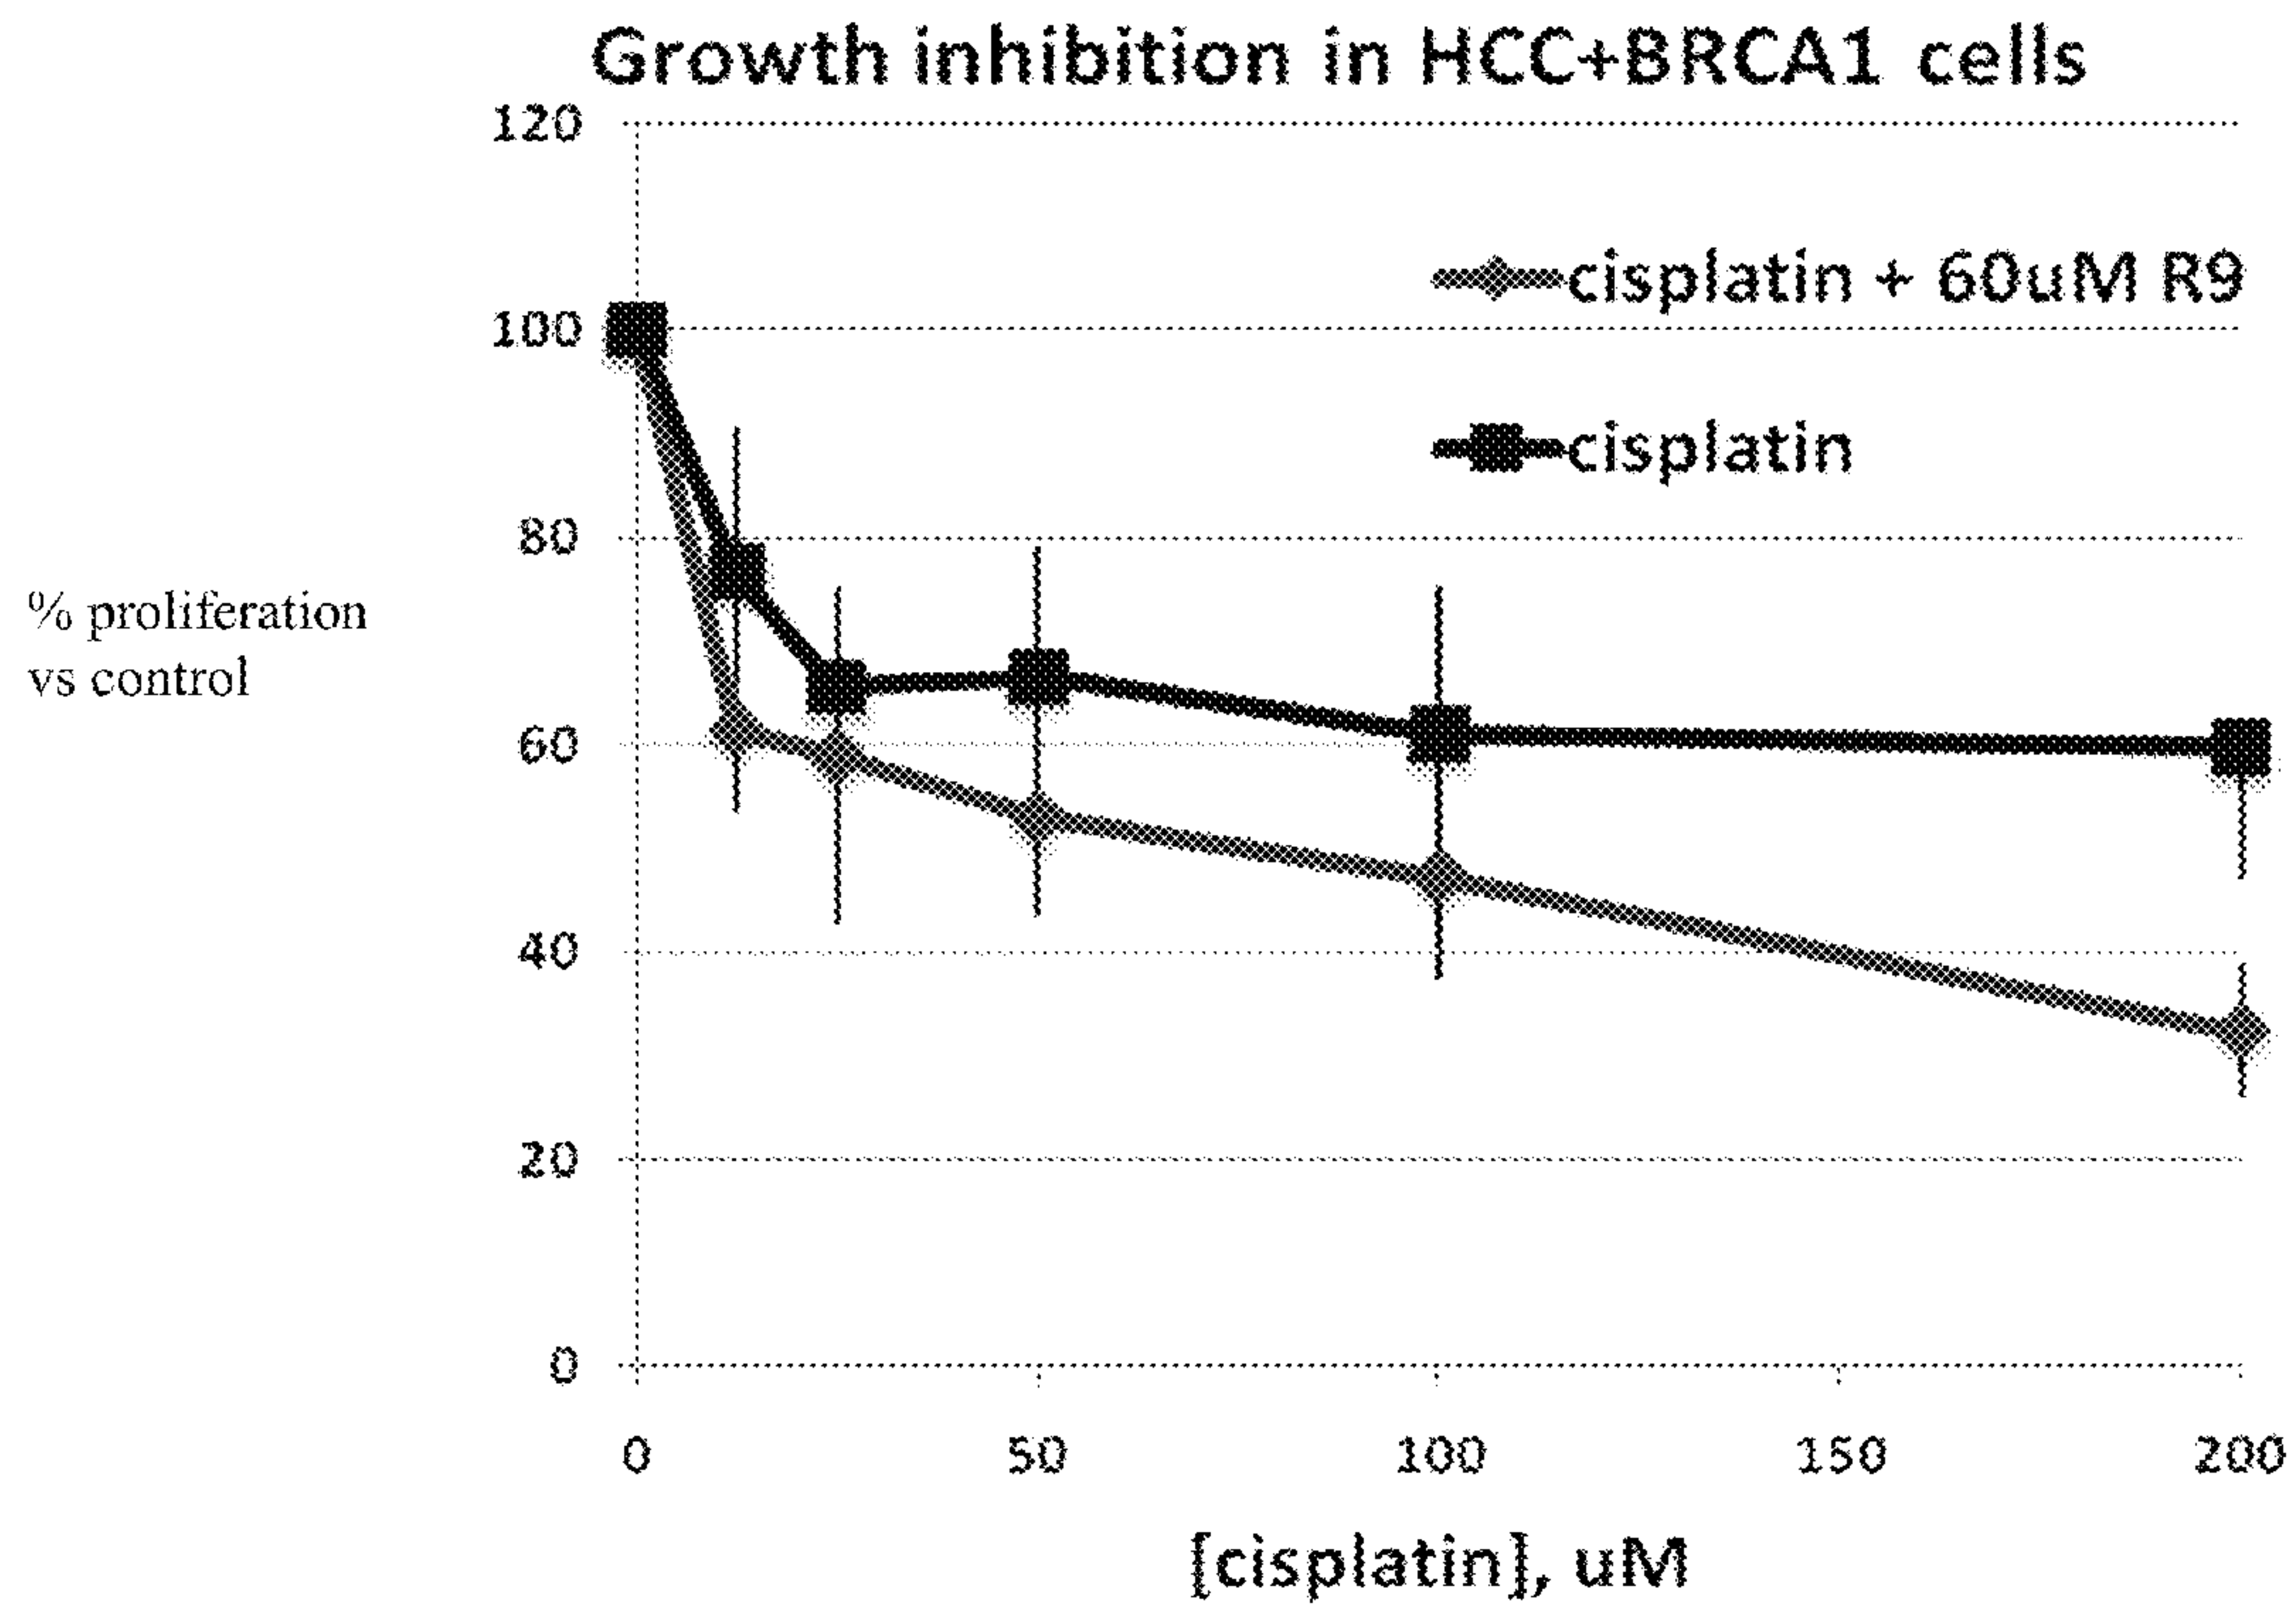 Growth inhibition in HCC+BRCA1 cells
120
cisplatin + 60uM R9
100
cisplatin
80
% proliferation
vs control
60
40
20
0
0 50 100 150 200
[cisplatin], uM